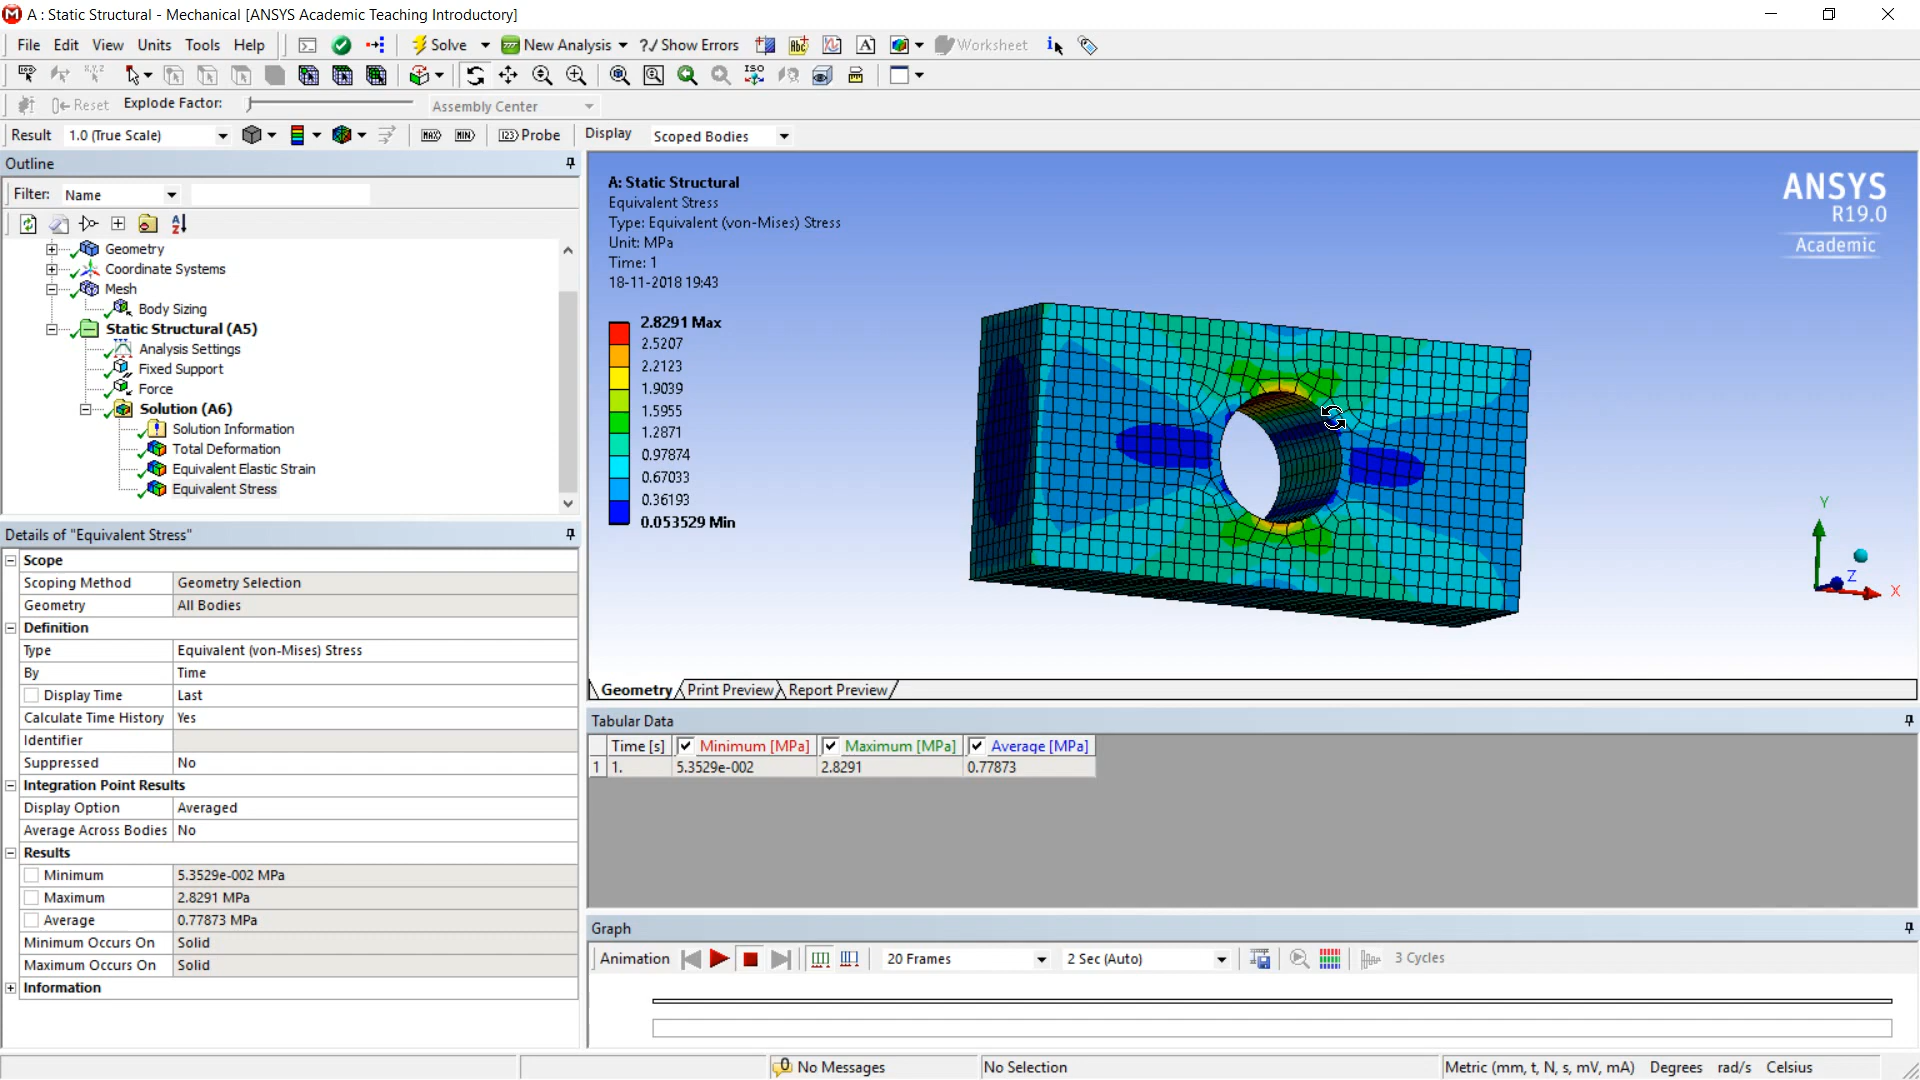 A : Static Structural - Mechanical [ANSYS Academic Teaching Introductory]
File Edit View Units Tools Help Solve New Analysis ?/ Show Errors Worksheet
Reset Explode Factor: Assembly Center
Result 1.0 (True Scale) MAX MIN Probe Display Scoped Bodies
Outline
Filter: Name
Geometry
Coordinate Systems
Mesh
Body Sizing
Static Structural (A5)
Analysis Settings
Fixed Support
Force
Solution (A6)
Solution Information
Total Deformation
Equivalent Elastic Strain
Equivalent Stress
Details of "Equivalent Stress"
Scope
Scoping Method Geometry Selection
Geometry All Bodies
Definition
Type Equivalent (von-Mises) Stress
By Time
Display Time Last
Calculate Time History Yes
Identifier
Suppressed No
Integration Point Results
Display Option Averaged
Average Across Bodies No
Results
Minimum 5.3529e-002 MPa
Maximum 2.8291 MPa
Average 0.77873 MPa
Minimum Occurs On Solid
Maximum Occurs On Solid
Information
A: Static Structural
Equivalent Stress
Type: Equivalent (von-Mises) Stress
Unit: MPa
Time: 1
18-11-2018 19:43
2.8291 Max
2.5207
2.2123
1.9039
1.5955
1.2871
0.97874
0.67033
0.36193
0.053529 Min
ANSYS
R19.0
Academic
Y
Z
X
Geometry Print Preview Report Preview
Tabular Data
Time [s] Minimum [MPa] Maximum [MPa] Average [MPa]
1 1. 5.3529e-002 2.8291 0.77873
Graph
Animation 20 Frames 2 Sec (Auto) 3 Cycles
0 No Messages No Selection Metric (mm, t, N, s, mV, mA) Degrees rad/s Celsius